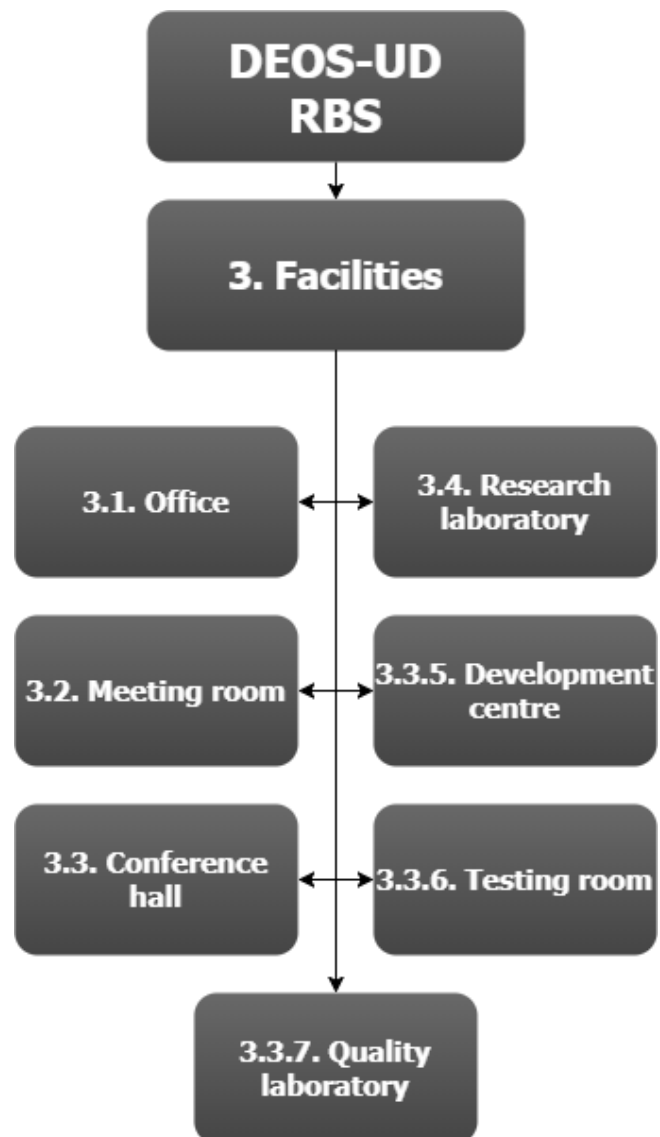 DEOS-UD
RBS
3. Facilities
3.1. Office
3.4. Research
laboratory
3.2. Meeting room
3.3.5. Development
centre
3.3. Conference
hall
3.3.6. Testing room
3.3.7. Quality
laboratory